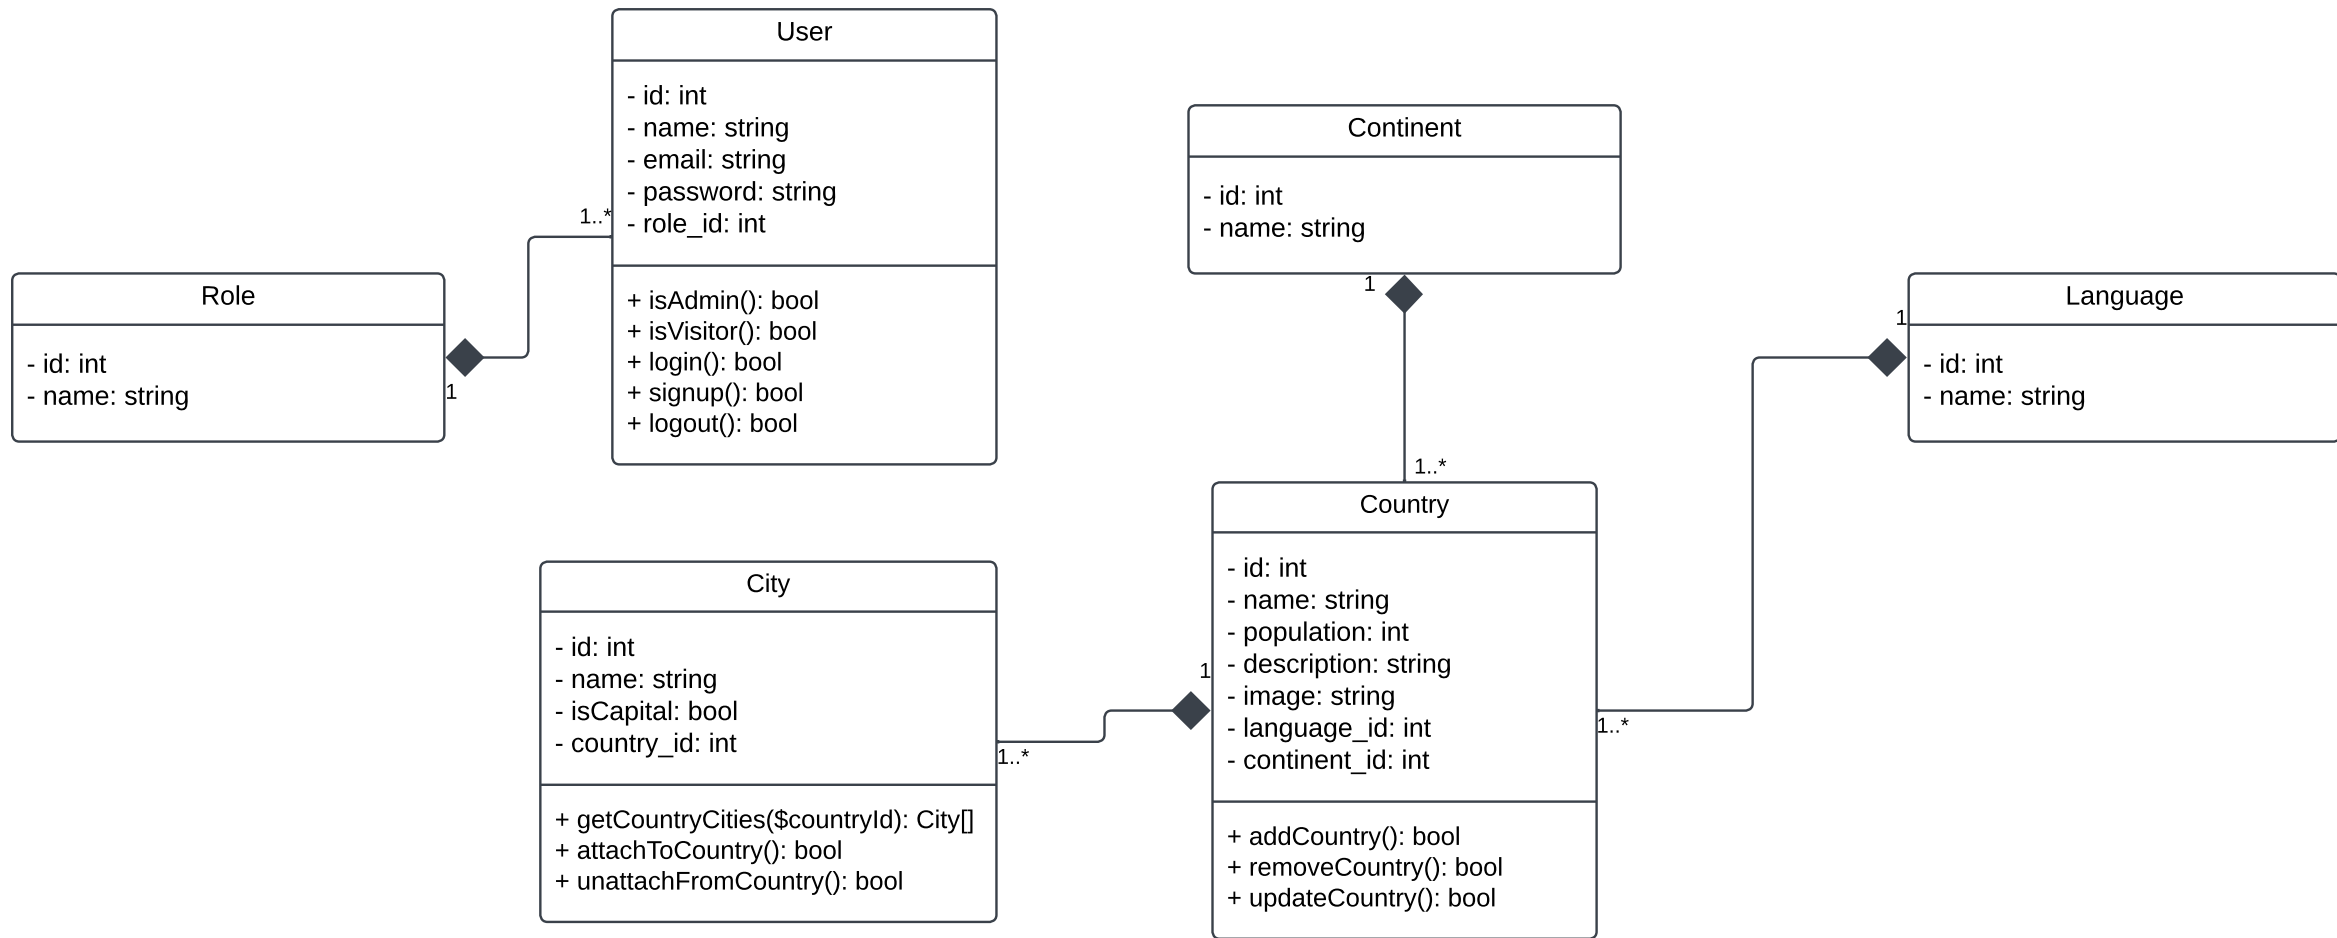 User
- id: int
- name: string
- email: string
- password: string
- role_id: int
+ isAdmin(): bool
+ isVisitor(): bool
+ login(): bool
+ signup(): bool
+ logout(): bool
1..*
Role
- id: int
- name: string
1
Continent
- id: int
- name: string
1
1..*
Language
- id: int
- name: string
1
City
- id: int
- name: string
- isCapital: bool
- country_id: int
+ getCountryCities($countryId): City[]
+ attachToCountry(): bool
+ unattachFromCountry(): bool
1..*
1
Country
- id: int
- name: string
- population: int
- description: string
- image: string
- language_id: int
- continent_id: int
+ addCountry(): bool
+ removeCountry(): bool
+ updateCountry(): bool
1..*